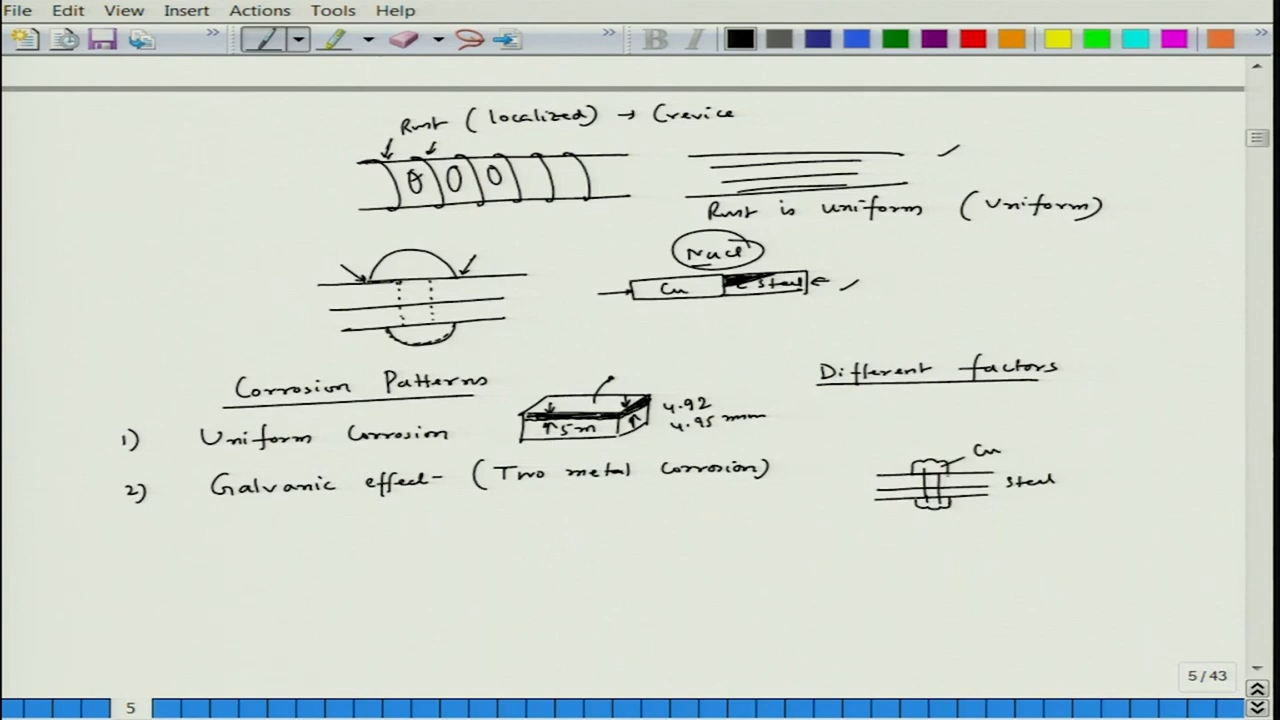 File Edit View Insert Actions Tools Help
B I
Rust (localized) → Crevice
Rust is uniform (Uniform)
NaCl
Cu Steel
Corrosion Patterns
Different factors
1) Uniform Corrosion
5m
4.92
4.95 mm
2) Galvanic effect- (Two metal corrosion)
Cu
Steel
5/43
5